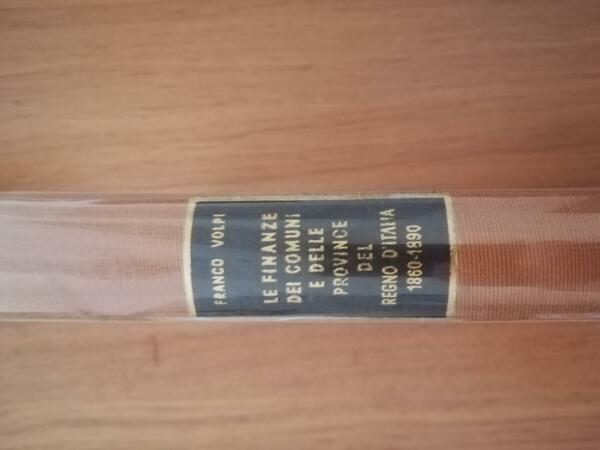 FRANCO VOLPI
LE FINANZE
DEI COMUNI
E DELLE
PROVINCE
DEL
REGNO D'ITALIA
1860-1890